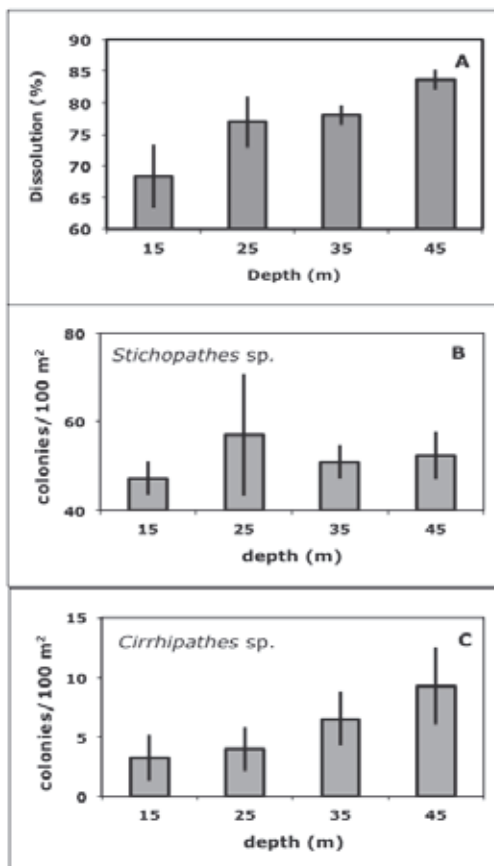 A
Dissolution (%)
90
85
80
75
70
65
60
15 25 35 45
Depth (m)
B
Stichopathes sp.
colonies/100 m²
80
60
40
15 25 35 45
depth (m)
C
Cirrhipathes sp.
colonies/100 m²
15
10
5
0
15 25 35 45
depth (m)